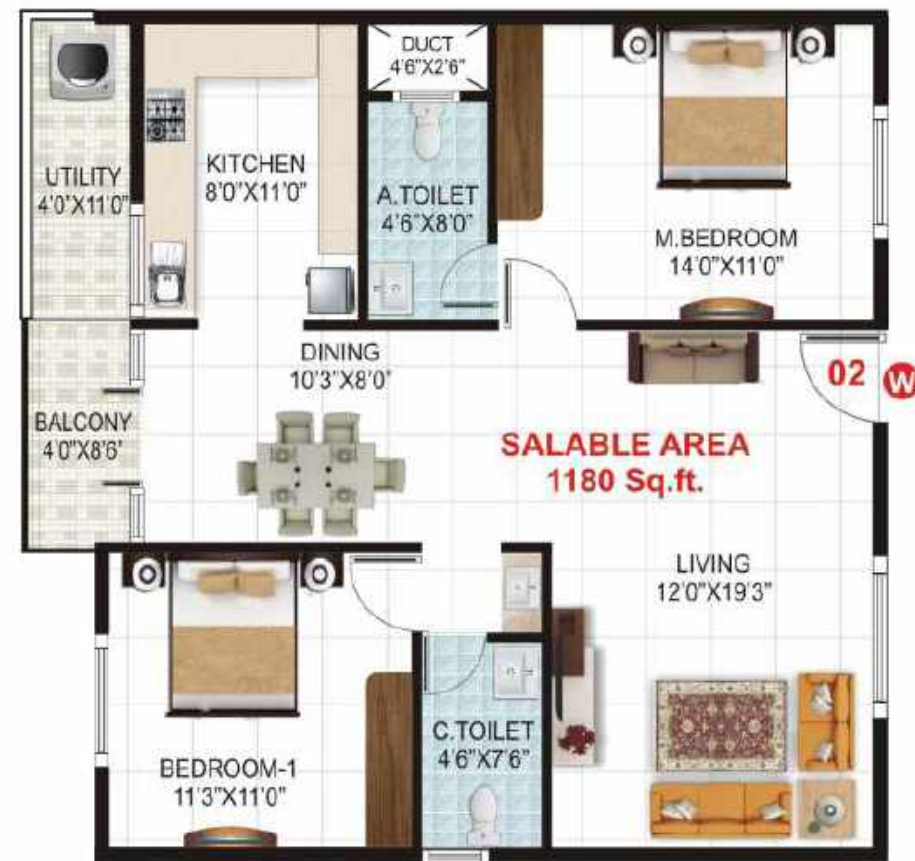 DUCT
4'6"X2'6"
UTILITY
4'0"X11'0"
KITCHEN
8'0"X11'0"
A.TOILET
4'6"X8'0"
M.BEDROOM
14'0"X11'0"
DINING
10'3"X8'0"
02 W
BALCONY
4'0"X8'6'
SALABLE AREA
1180 Sq.ft.
LIVING
12'0"X19'3"
C.TOILET
4'6"X7'6"
BEDROOM-1
11'3"X11'0"